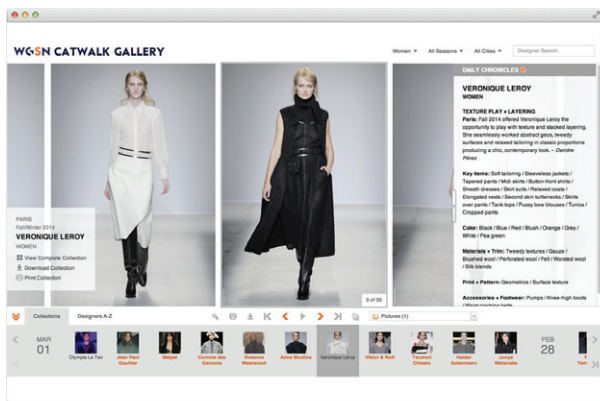 WGSN CATWALK GALLERY
Women
All Seasons
All Cities
Designer Search
DAILY CHRONICLES
VERONIQUE LEROY
WOMEN
TEXTURE PLAY + LAYERING
Paris: Fall 2014 offered Veronique Leroy the
opportunity to play with texture and stacked layering.
She seamlessly worked abstract geos, tweedy
surfaces and relaxed tailoring in classic proportions
producing a chic, contemporary look. – Deirdre
Pérez
Key items: Soft tailoring / Sleeveless jackets /
Tapered pants / Midi skirts / Button-front shirts /
Sheath dresses / Skirt suits / Relaxed coats /
Elongated vests / Second skin turtlenecks / Skirts
over pants / Tank tops / Pussy bow blouses / Tunics /
Cropped pants
Color: Black / Blue / Red / Blush / Orange / Grey /
White / Pea green
Materials + Trim: Tweedy textures / Gauze /
Brushed wool / Perforated wool / Felt / Worsted wool
/ Silk blends
Print + Pattern: Geometrics / Surface texture
Accessories + Footwear: Pumps / Knee-high boots
PARIS
Fall/Winter 2014
VERONIQUE LEROY
WOMEN
View Complete Collection
Download Collection
Print Collection
5 of 35
Collections
Designers A-Z
Pictures (1)
MAR
01
Olympia Le Tan
Jean Paul
Gaultier
Moiyat
Comme des
Garcons
Vivienne
Westwood
Acne Studios
Veronique Leroy
Viktor & Rolf
Tsumori
Chisato
Haider
Ackermann
Junya
Watanabe
FEB
28